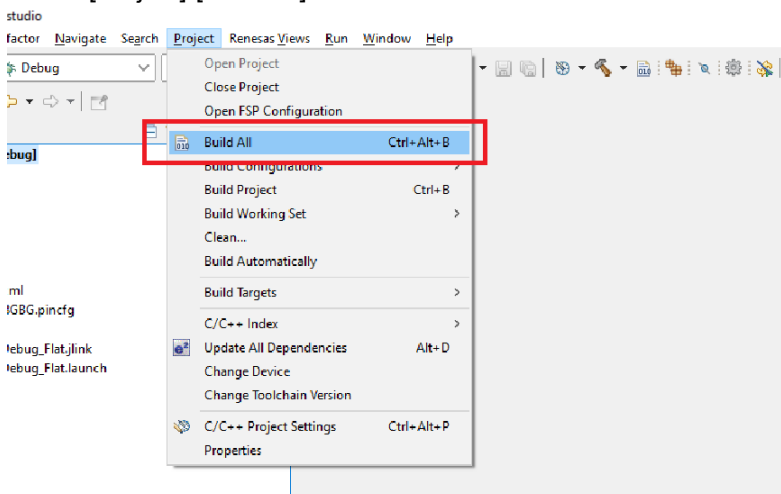 studio
factor Navigate Search Project Renesas Views Run Window Help
Debug
Open Project
Close Project
Open FSP Configuration
ebug]
Build All Ctrl+Alt+B
Build Configurations
Build Project Ctrl+B
Build Working Set
Clean...
Build Automatically
ml
Build Targets
GBG.pincfg
C/C++ Index
ebug_Flat.jlink
Update All Dependencies Alt+D
ebug_Flat.launch
Change Device
Change Toolchain Version
C/C++ Project Settings Ctrl+Alt+P
Properties